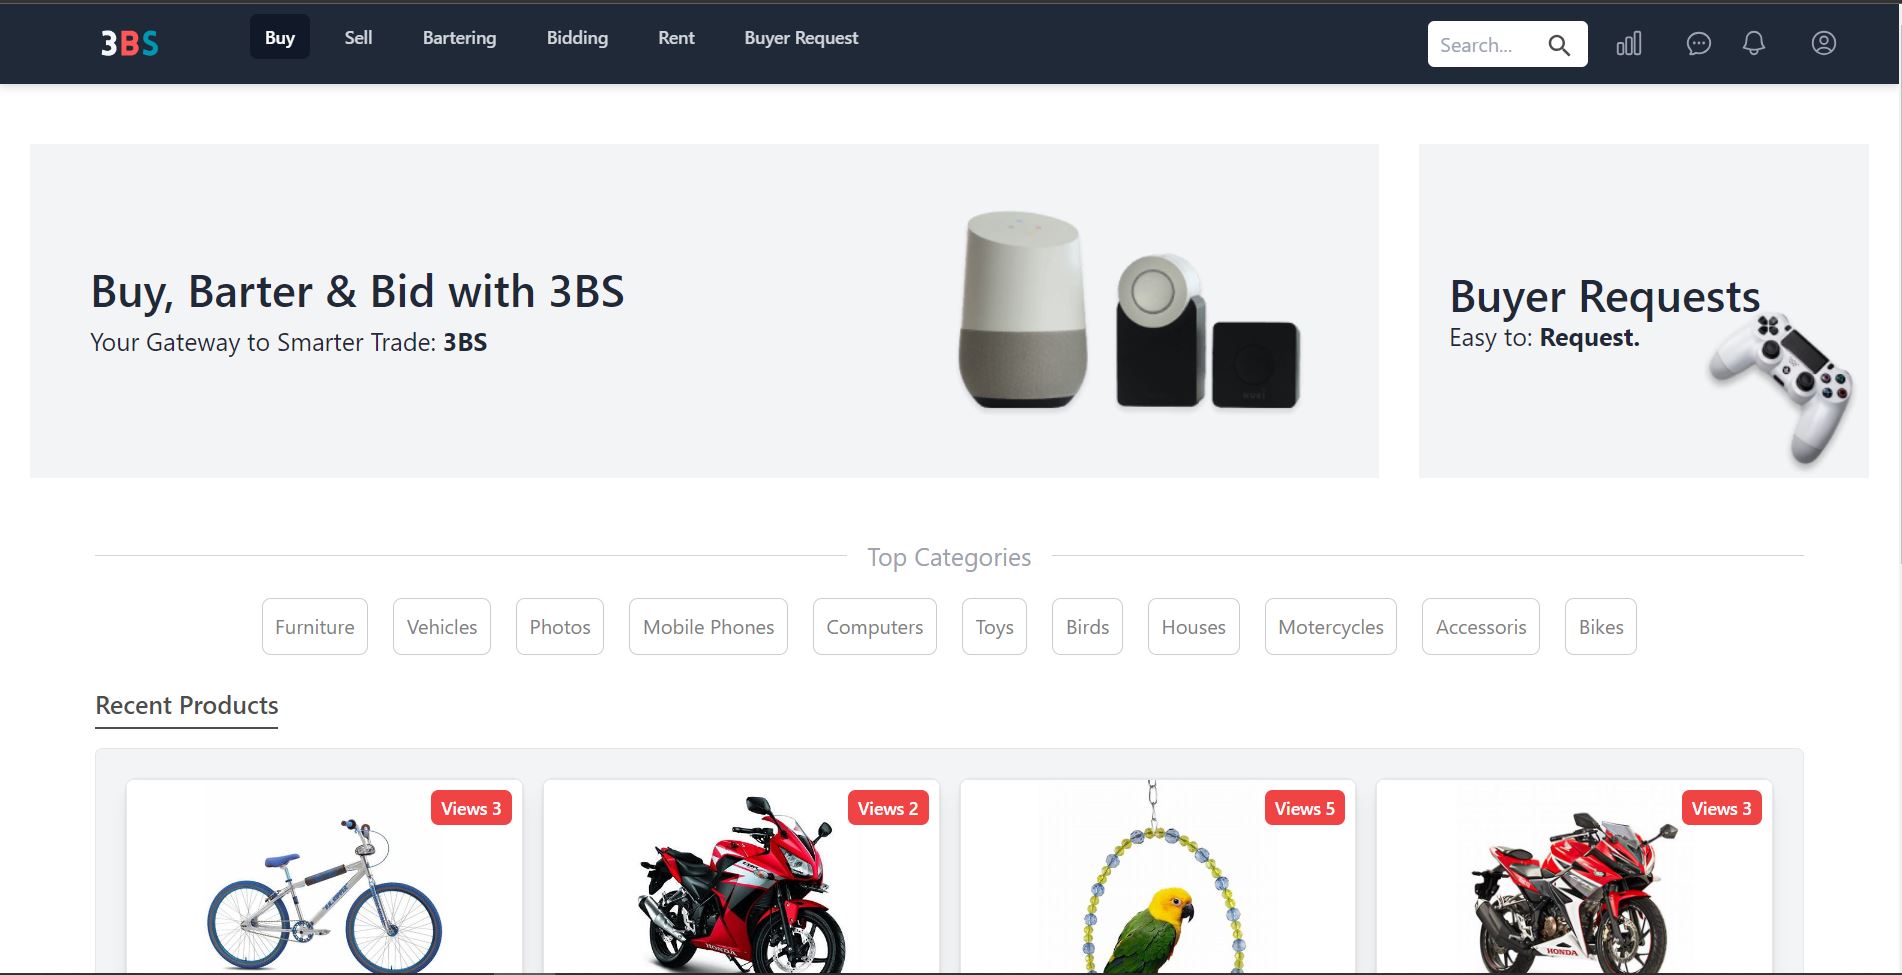 3BS
Buy
Sell
Bartering
Bidding
Rent
Buyer Request
Search...
Buy, Barter & Bid with 3BS
Your Gateway to Smarter Trade: 3BS
Buyer Requests
Easy to: Request.
Top Categories
Furniture
Vehicles
Photos
Mobile Phones
Computers
Toys
Birds
Houses
Motercycles
Accessoris
Bikes
Recent Products
Views 3
Views 2
Views 5
Views 3
HONDA
HONDA